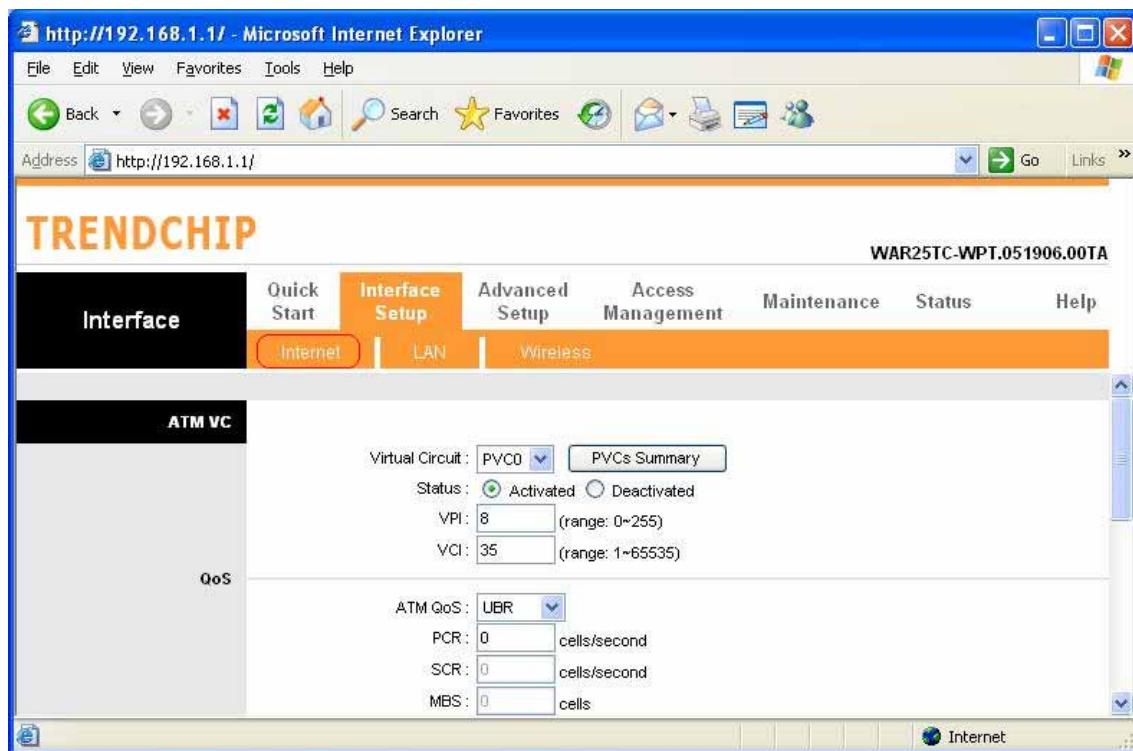 http://192.168.1.1/ - Microsoft Internet Explorer
File Edit View Favorites Tools Help
Back Search Favorites
Address http://192.168.1.1/ Go Links »
TRENDCHIP
WAR25TC-WPT.051906.00TA
Interface
Quick Start Interface Setup Advanced Setup Access Management Maintenance Status Help
Internet LAN Wireless
ATM VC
Virtual Circuit : PVC0 PVCs Summary
Status : Activated Deactivated
VPI : 8 (range: 0~255)
VCI : 35 (range: 1~65535)
QoS
ATM QoS : UBR
PCR : 0 cells/second
SCR : 0 cells/second
MBS : 0 cells
Internet